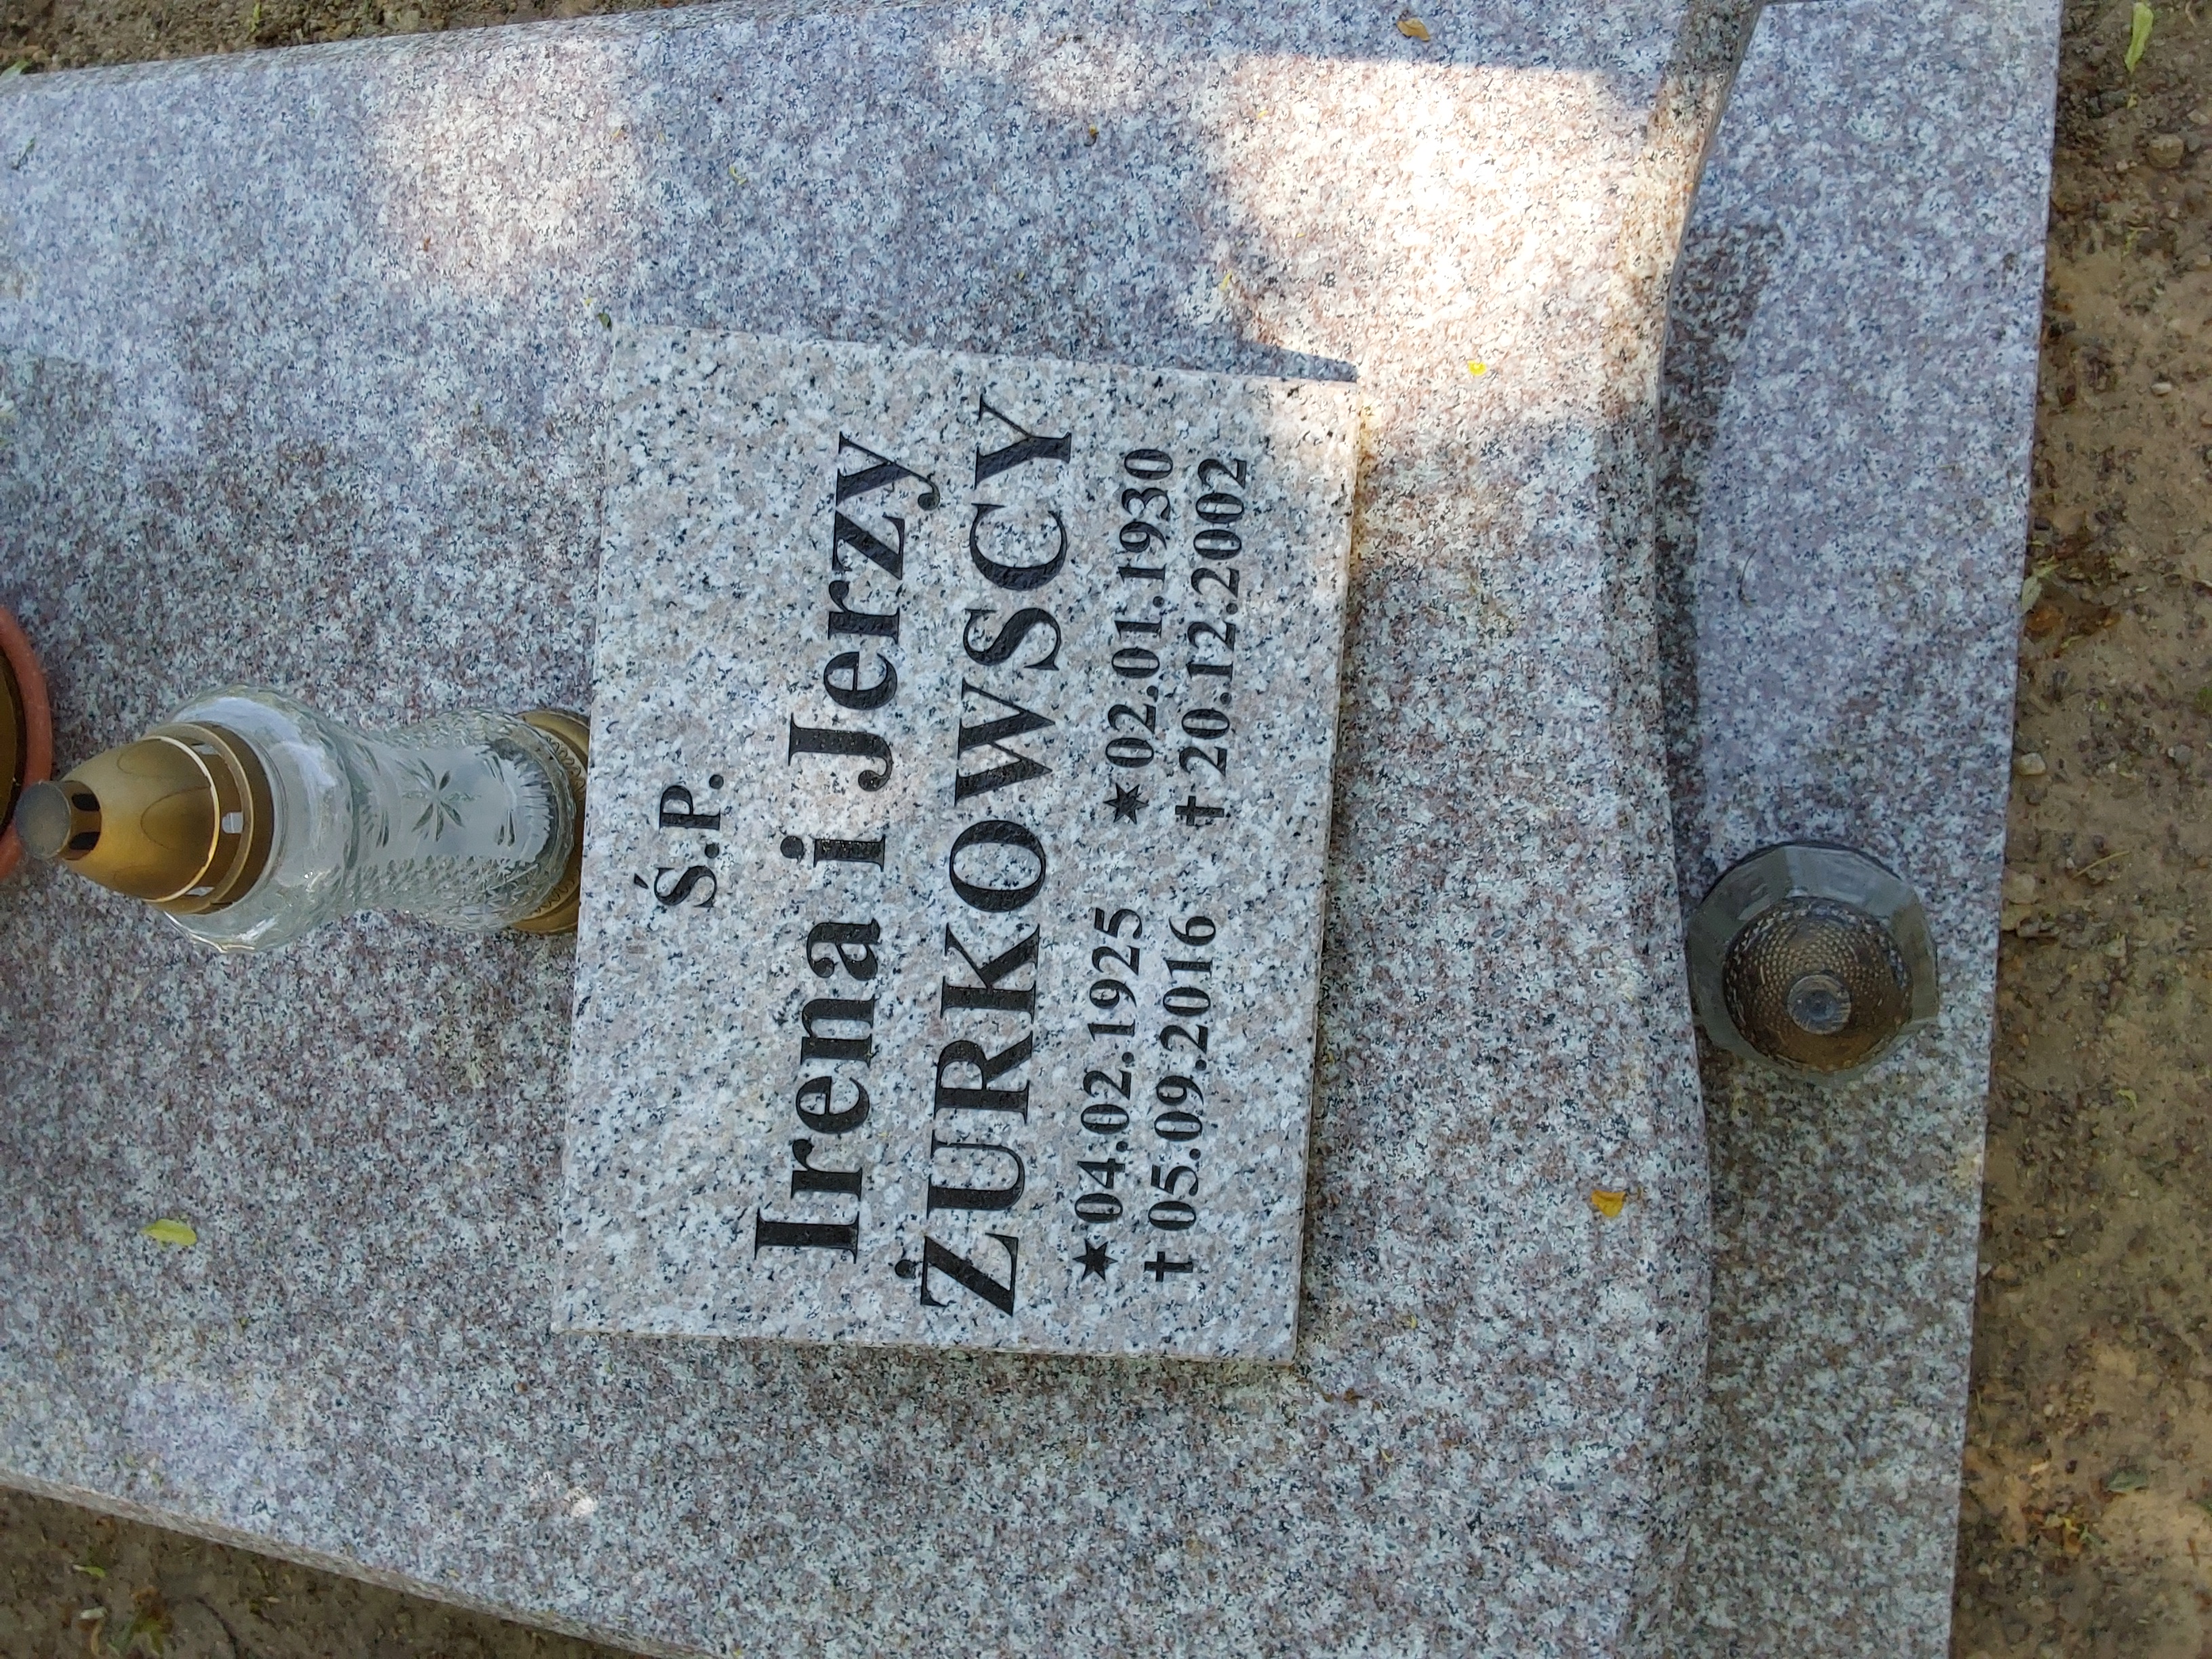 Ś.P.
Irena i Jerzy
ŻURKOWSCY
★04.02.1925 ★02.01.1930
✝05.09.2016 ✝20.12.2002